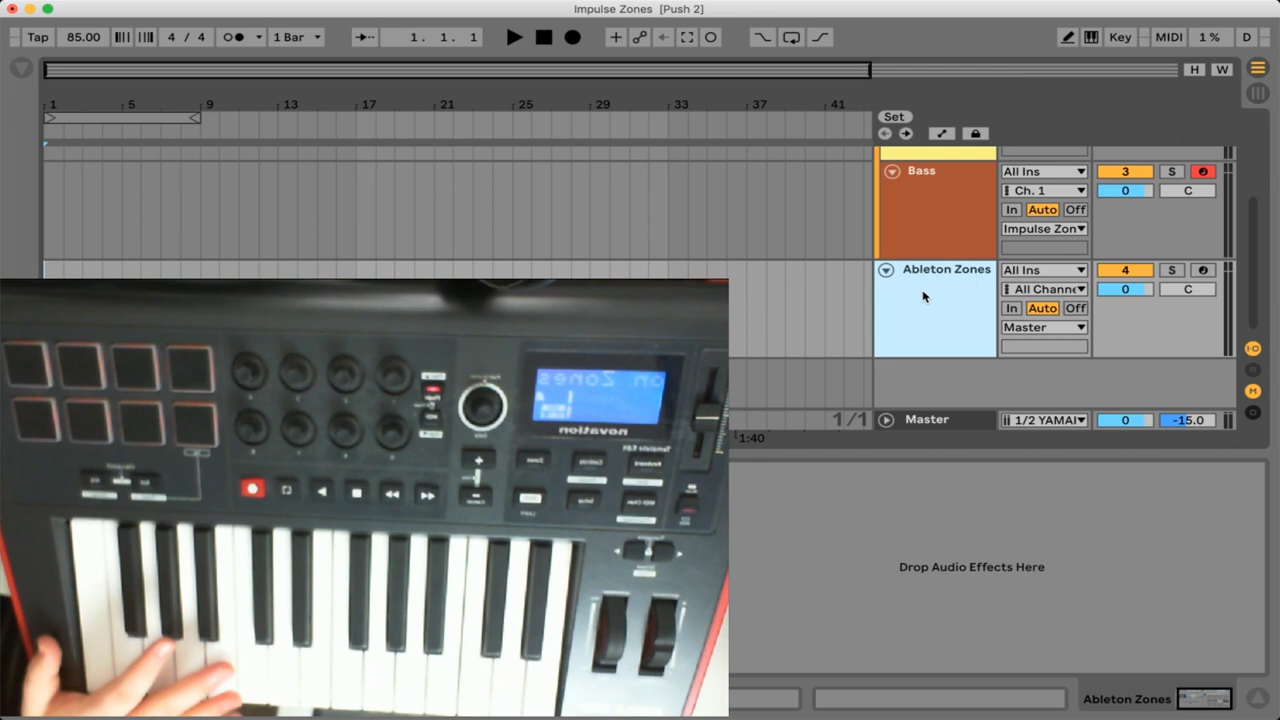 Impulse Zones [Push 2]
Tap 85.00 4 / 4 1 Bar 1. 1. 1 Key MIDI 1 % D
H W
1 5 9 13 17 21 25 29 33 37 41
Set
Bass All Ins 3 S
Ch. 1 0 C
In Auto Off
Impulse Zon
Ableton Zones All Ins 4 S
All Channe 0 C
In Auto Off
Master
1/1 Master 1/2 YAMAI 0 -15.0
1:40
on Zones
novation
Drop Audio Effects Here
Ableton Zones